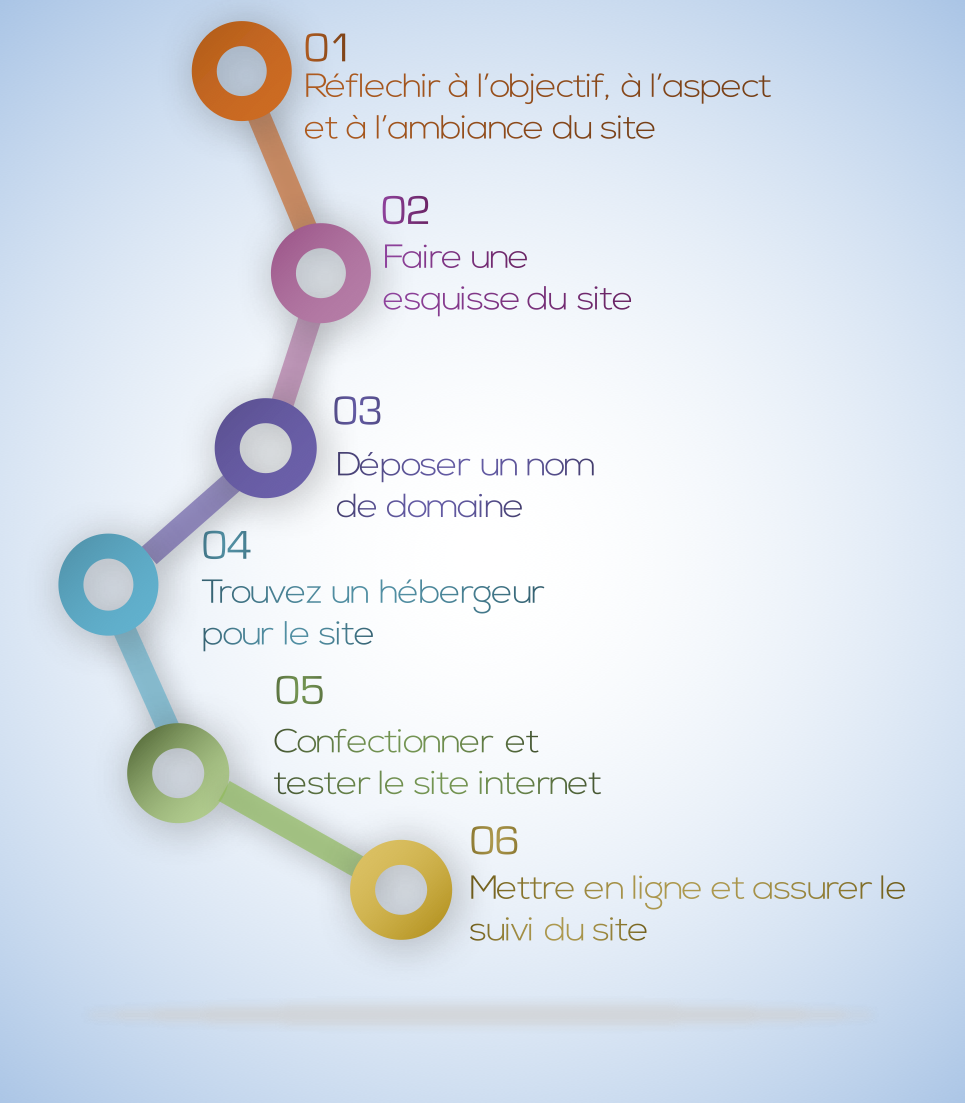 01
Réflechir à l'objectif, à l'aspect
et à l'ambiance du site
02
Faire une
esquisse du site
03
Déposer un nom
de domaine
04
Trouvez un hébergeur
pour le site
05
Confectionner et
tester le site internet
06
Mettre en ligne et assurer le
suivi du site